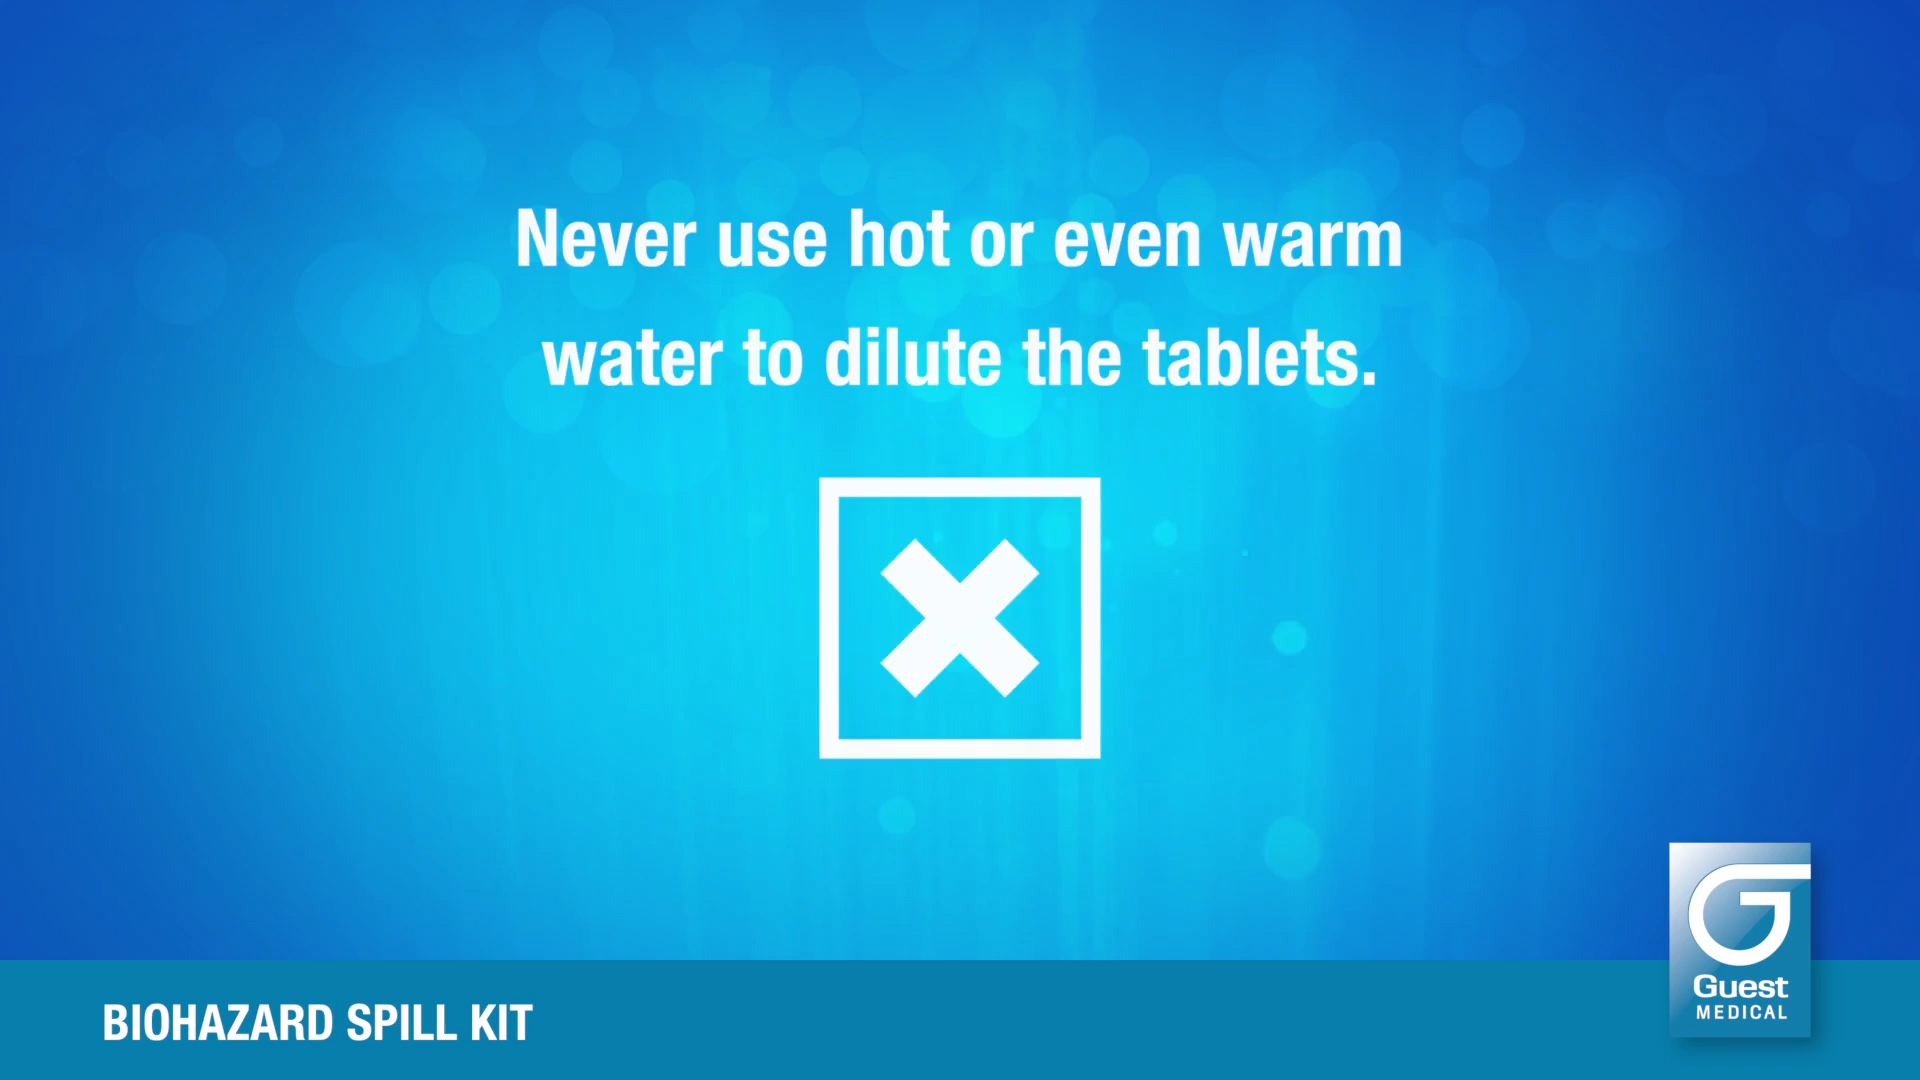 Never use hot or even warm
water to dilute the tablets.
BIOHAZARD SPILL KIT
Guest
MEDICAL